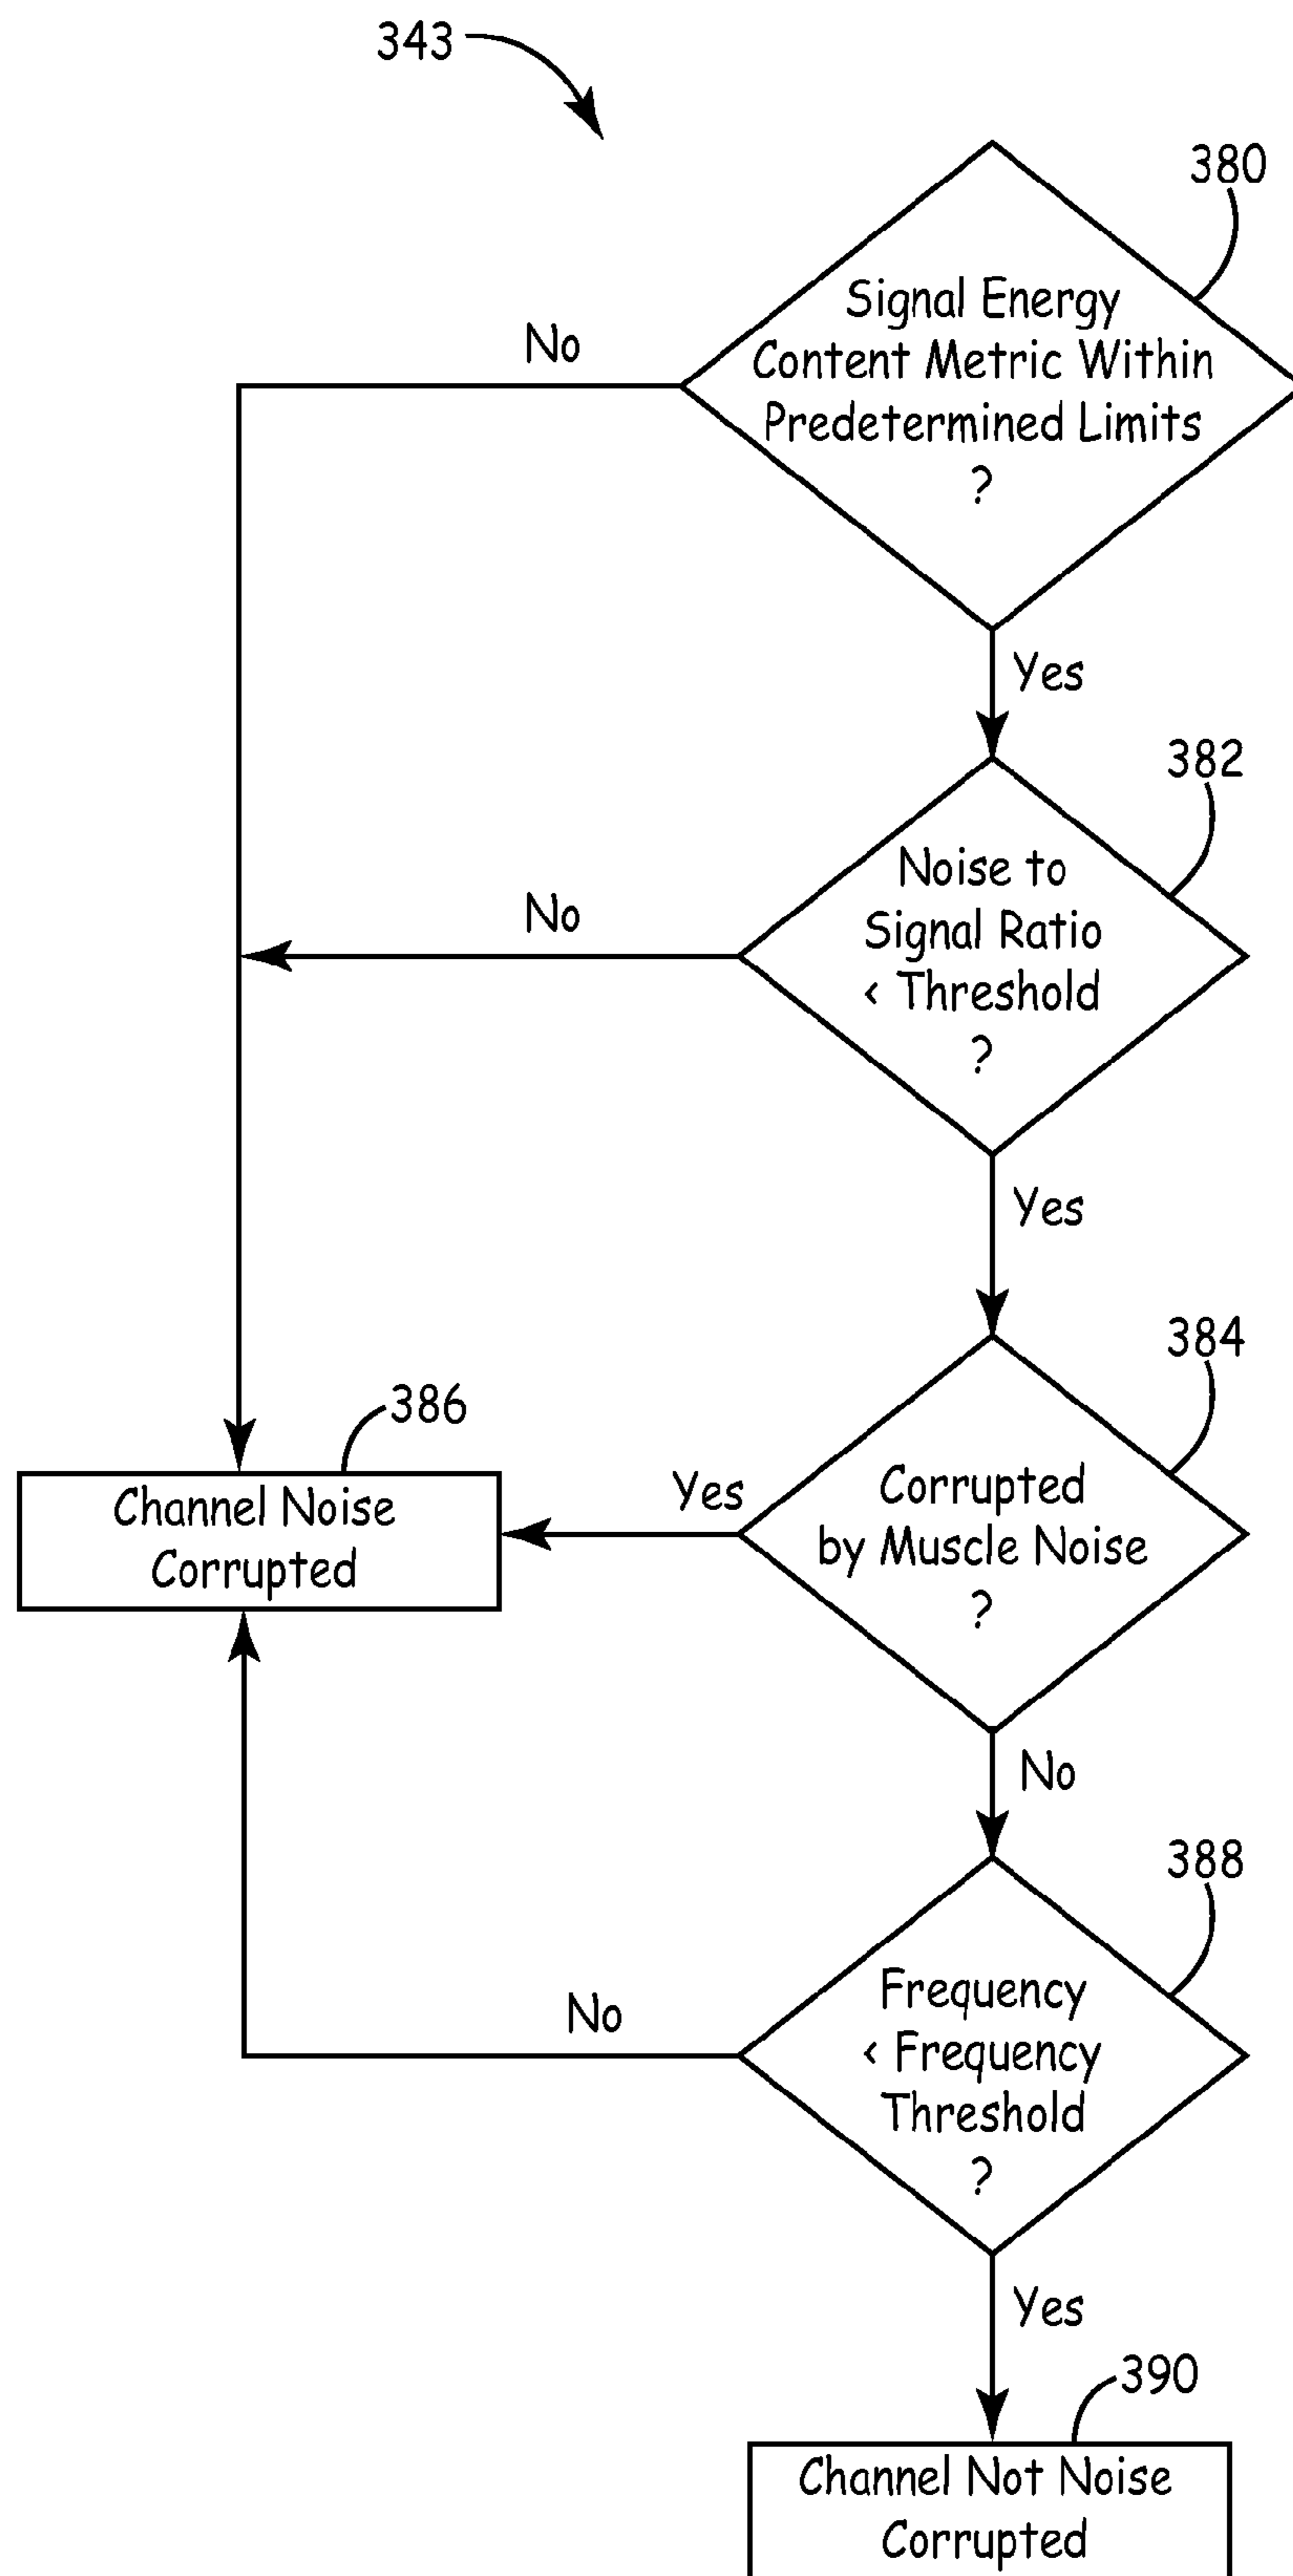 343
380
Signal Energy
Content Metric Within
Predetermined Limits
?
No
Yes
382
Noise to
Signal Ratio
< Threshold
?
No
Yes
384
386
Channel Noise
Corrupted
Yes
Corrupted
by Muscle Noise
?
No
388
Frequency
< Frequency
Threshold
?
No
Yes
390
Channel Not Noise
Corrupted